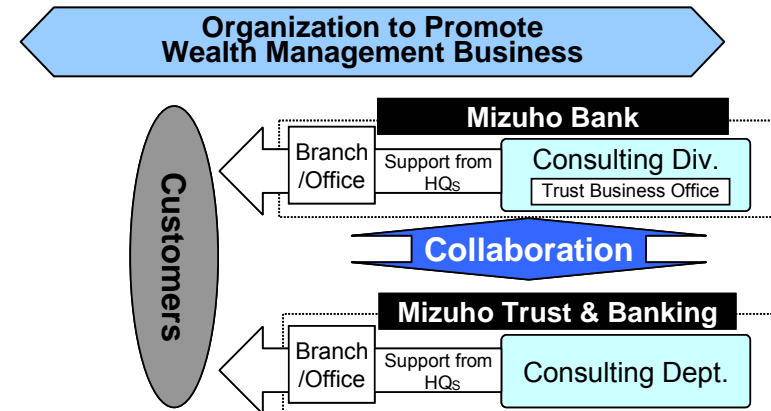 Organization to Promote
Wealth Management Business
Customers
Mizuho Bank
Branch
/Office
Support from
HQs
Consulting Div.
Trust Business Office
Collaboration
Mizuho Trust & Banking
Branch
/Office
Support from
HQs
Consulting Dept.